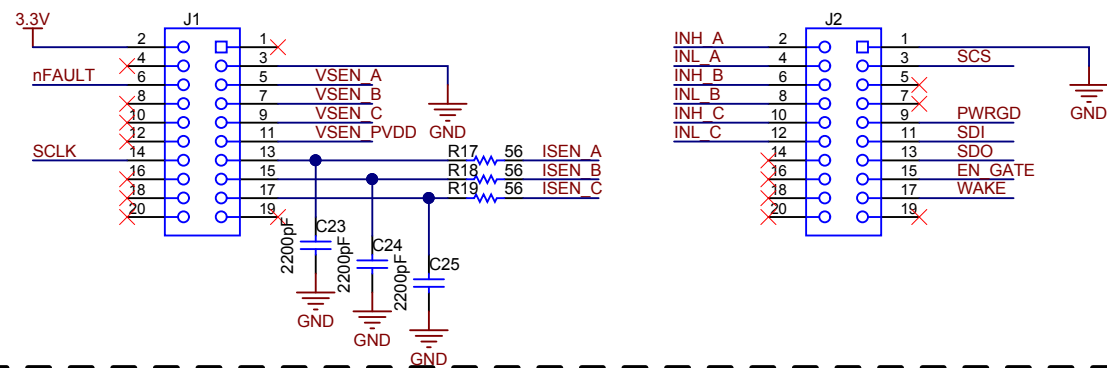 3.3V
J1
2 1
4 3
nFAULT 6 5 VSEN_A
8 7 VSEN_B
10 9 VSEN_C
12 11 VSEN_PVDD
GND
SCLK 14 13 R17 56 ISEN_A
16 15 R18 56 ISEN_B
18 17 R19 56 ISEN_C
20 19
C23
2200pF
C24
2200pF
C25
2200pF
GND
GND
GND
J2
INH_A 2 1
INL_A 4 3 SCS
INH_B 6 5
INL_B 8 7
GND
INH_C 10 9 PWRGD
INL_C 12 11 SDI
14 13 SDO
16 15 EN_GATE
18 17 WAKE
20 19